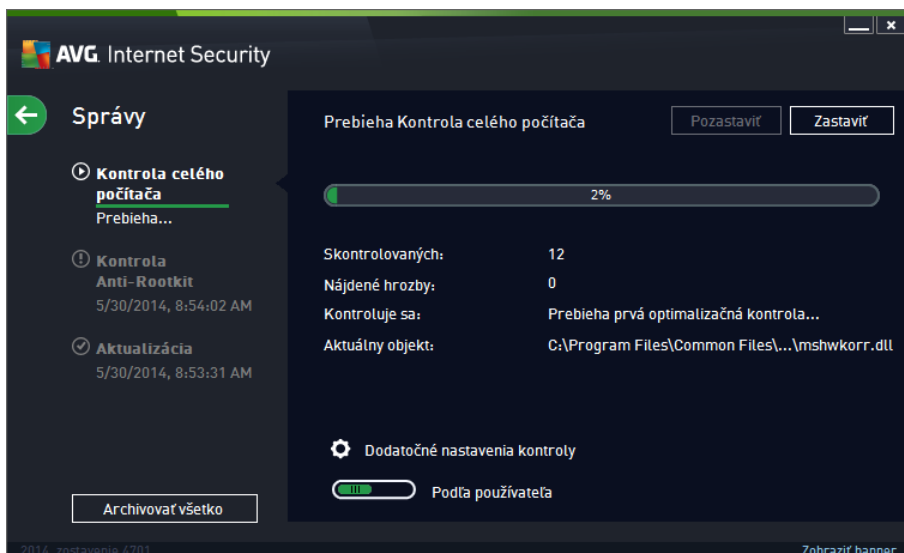 AVG. Internet Security
Správy
Kontrola celého
počítača
Prebieha...
Kontrola
Anti-Rootkit
5/30/2014, 8:54:02 AM
Aktualizácia
5/30/2014, 8:53:31 AM
Archivovať všetko
Prebieha Kontrola celého počítača
Pozastaviť
Zastaviť
2%
Skontrolovaných: 12
Nájdené hrozby: 0
Kontroluje sa: Prebieha prvá optimalizačná kontrola...
Aktuálny objekt: C:\Program Files\Common Files\...\mshwkorr.dll
Dodatočné nastavenia kontroly
Podľa používateľa
2014, zostavenie 4701
Zobraziť banner